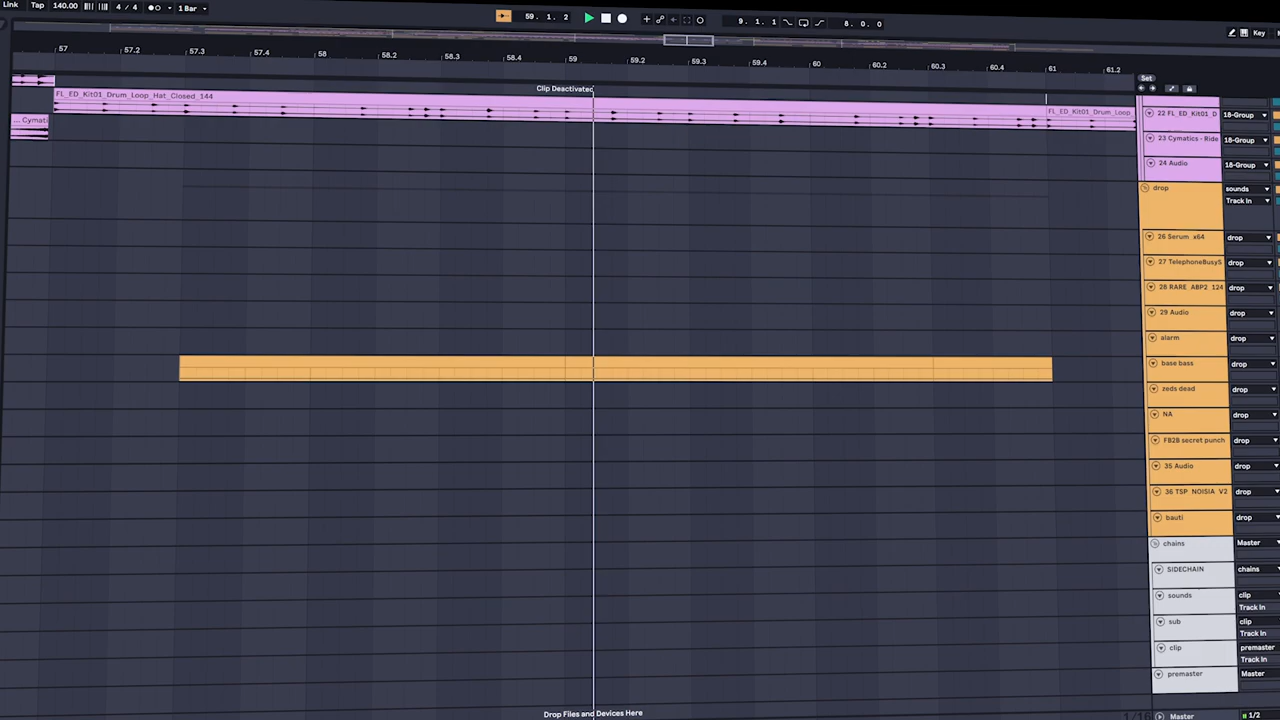 Link 140.00 4 / 4 1 Bar 59. 1. 2 9. 1. 1 8. 0. 0 Key
57 57.2 57.3 57.4 58 58.2 58.3 58.4 59 59.2 59.3 59.4 60 60.2 60.4 61 61.2
Set
Clip Deactivated
FL_ED_Kit01_Drum_Loop_Hat_Closed_144
FL_ED_Kit01_Drum_Loop_
... Cymati
22 FL_ED_Kit01_D 18-Group
23 Cymatics - Ride 18-Group
24 Audio 18-Group
drop sounds
Track In
26 Serum_x64 drop
27 TelephoneBusyS drop
28 RARE_ABP2_124 drop
29 Audio drop
alarm drop
base bass drop
zeds dead drop
NA drop
FB2B secret punch drop
35 Audio drop
36 TSP_NOISIA_V2 drop
bauti drop
chains Master
SIDECHAIN chains
sounds clip
Track In
sub clip
Track In
clip premaster
Track In
premaster Master
Drop Files and Devices Here
1/16 Master 1/2